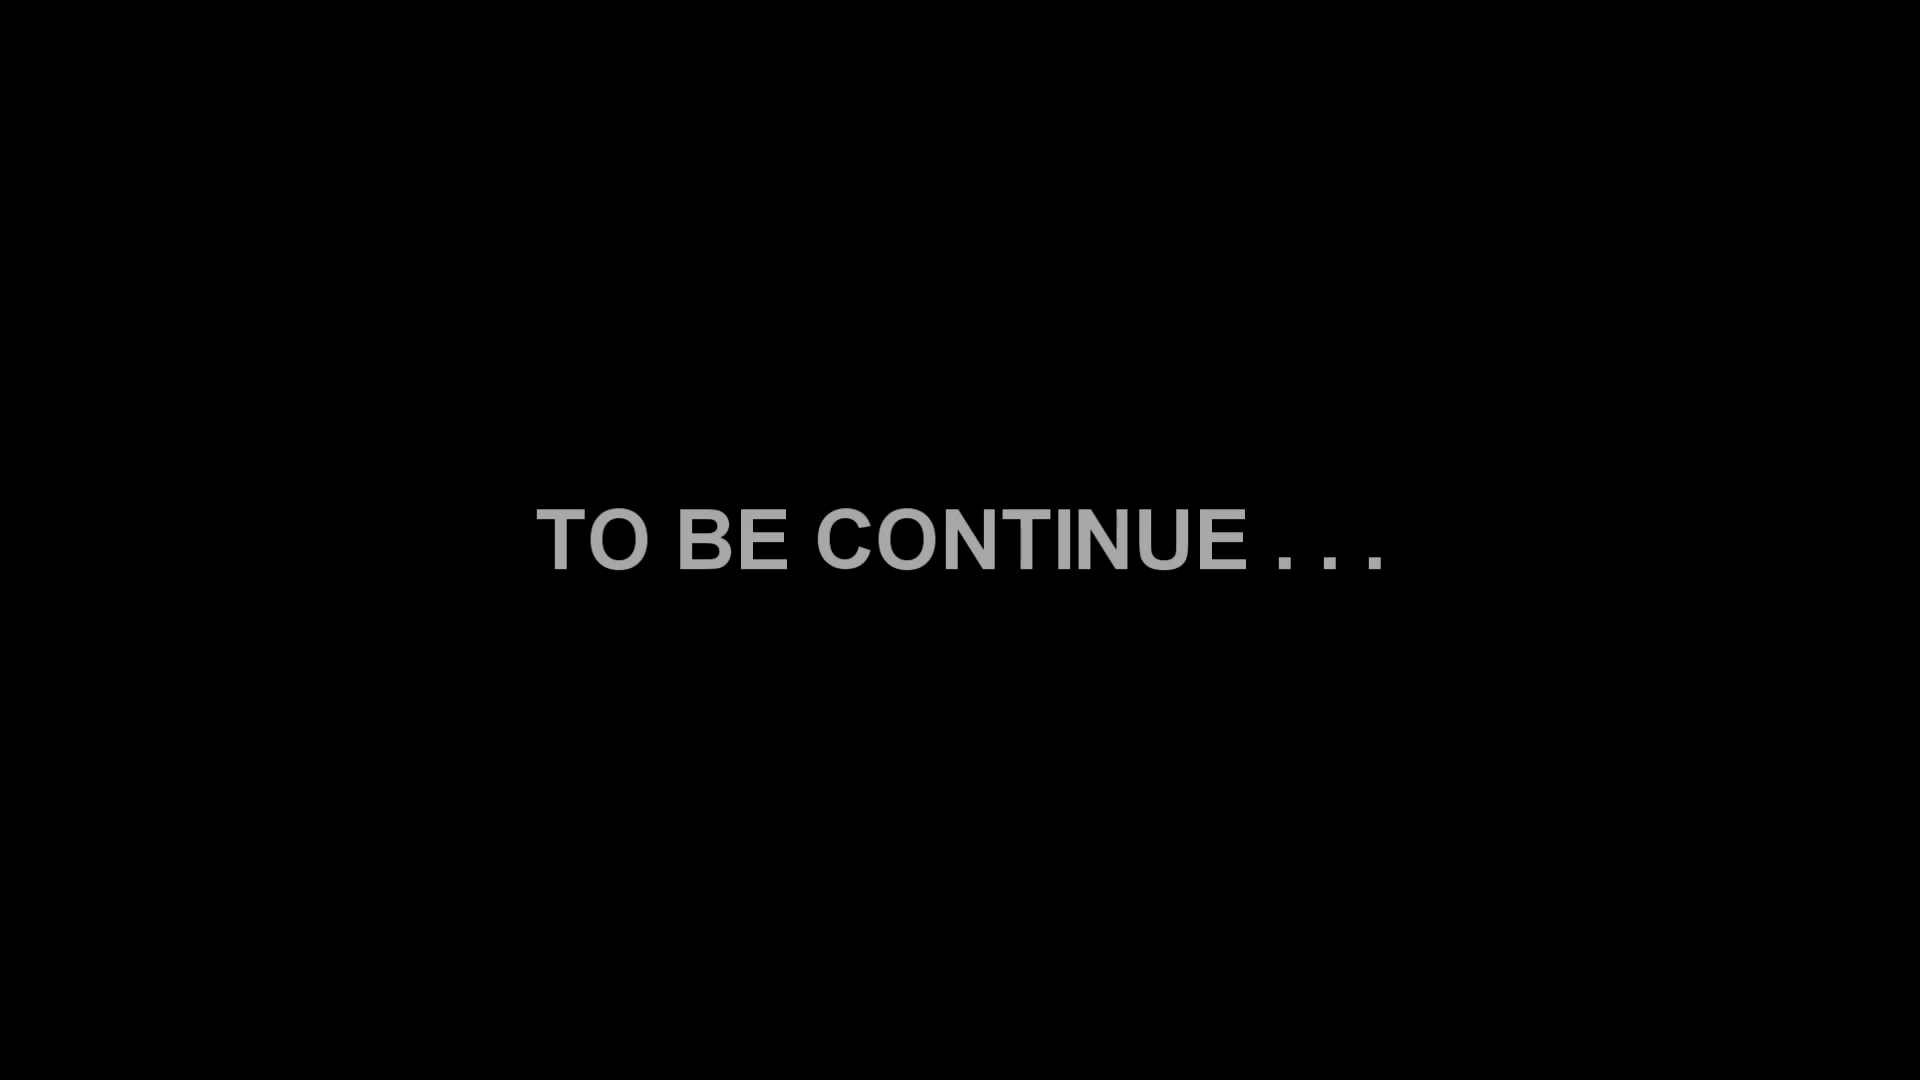 TO BE CONTINUE . . .